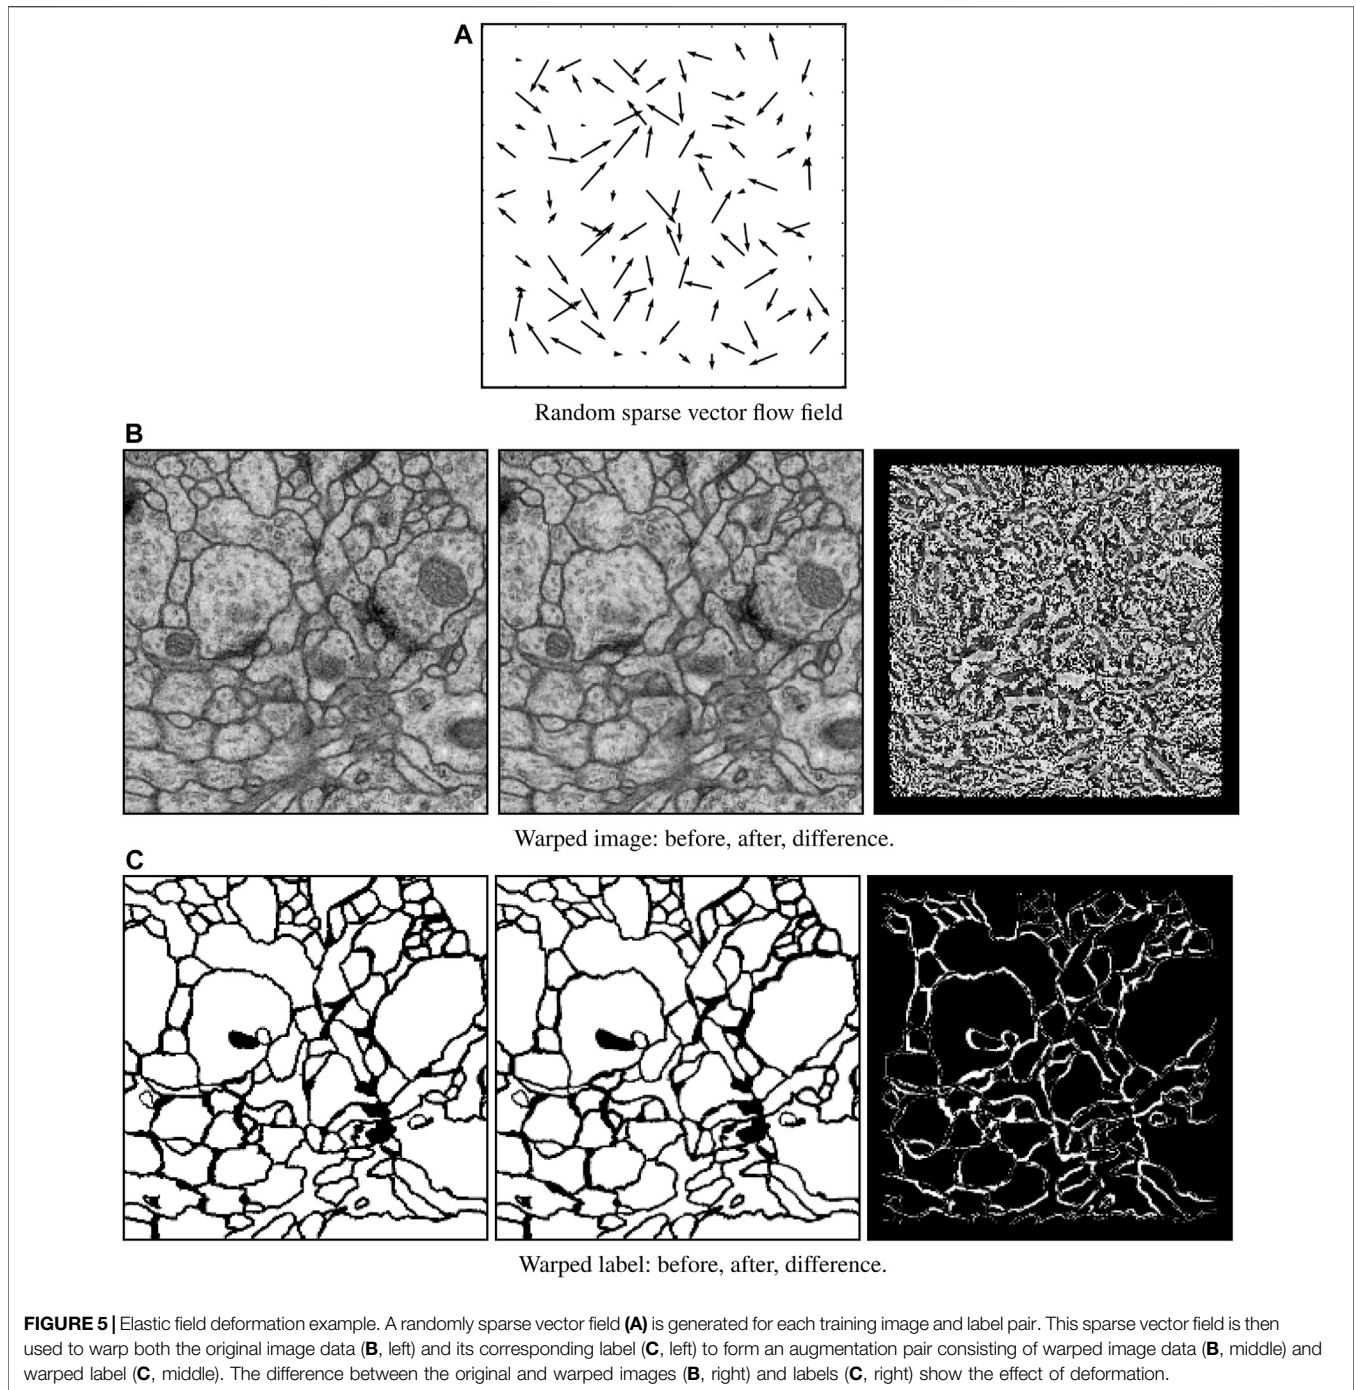 A
Random sparse vector flow field
B
Warped image: before, after, difference.
C
Warped label: before, after, difference.
FIGURE 5 | Elastic field deformation example. A randomly sparse vector field (A) is generated for each training image and label pair. This sparse vector field is then
used to warp both the original image data (B, left) and its corresponding label (C, left) to form an augmentation pair consisting of warped image data (B, middle) and
warped label (C, middle). The difference between the original and warped images (B, right) and labels (C, right) show the effect of deformation.